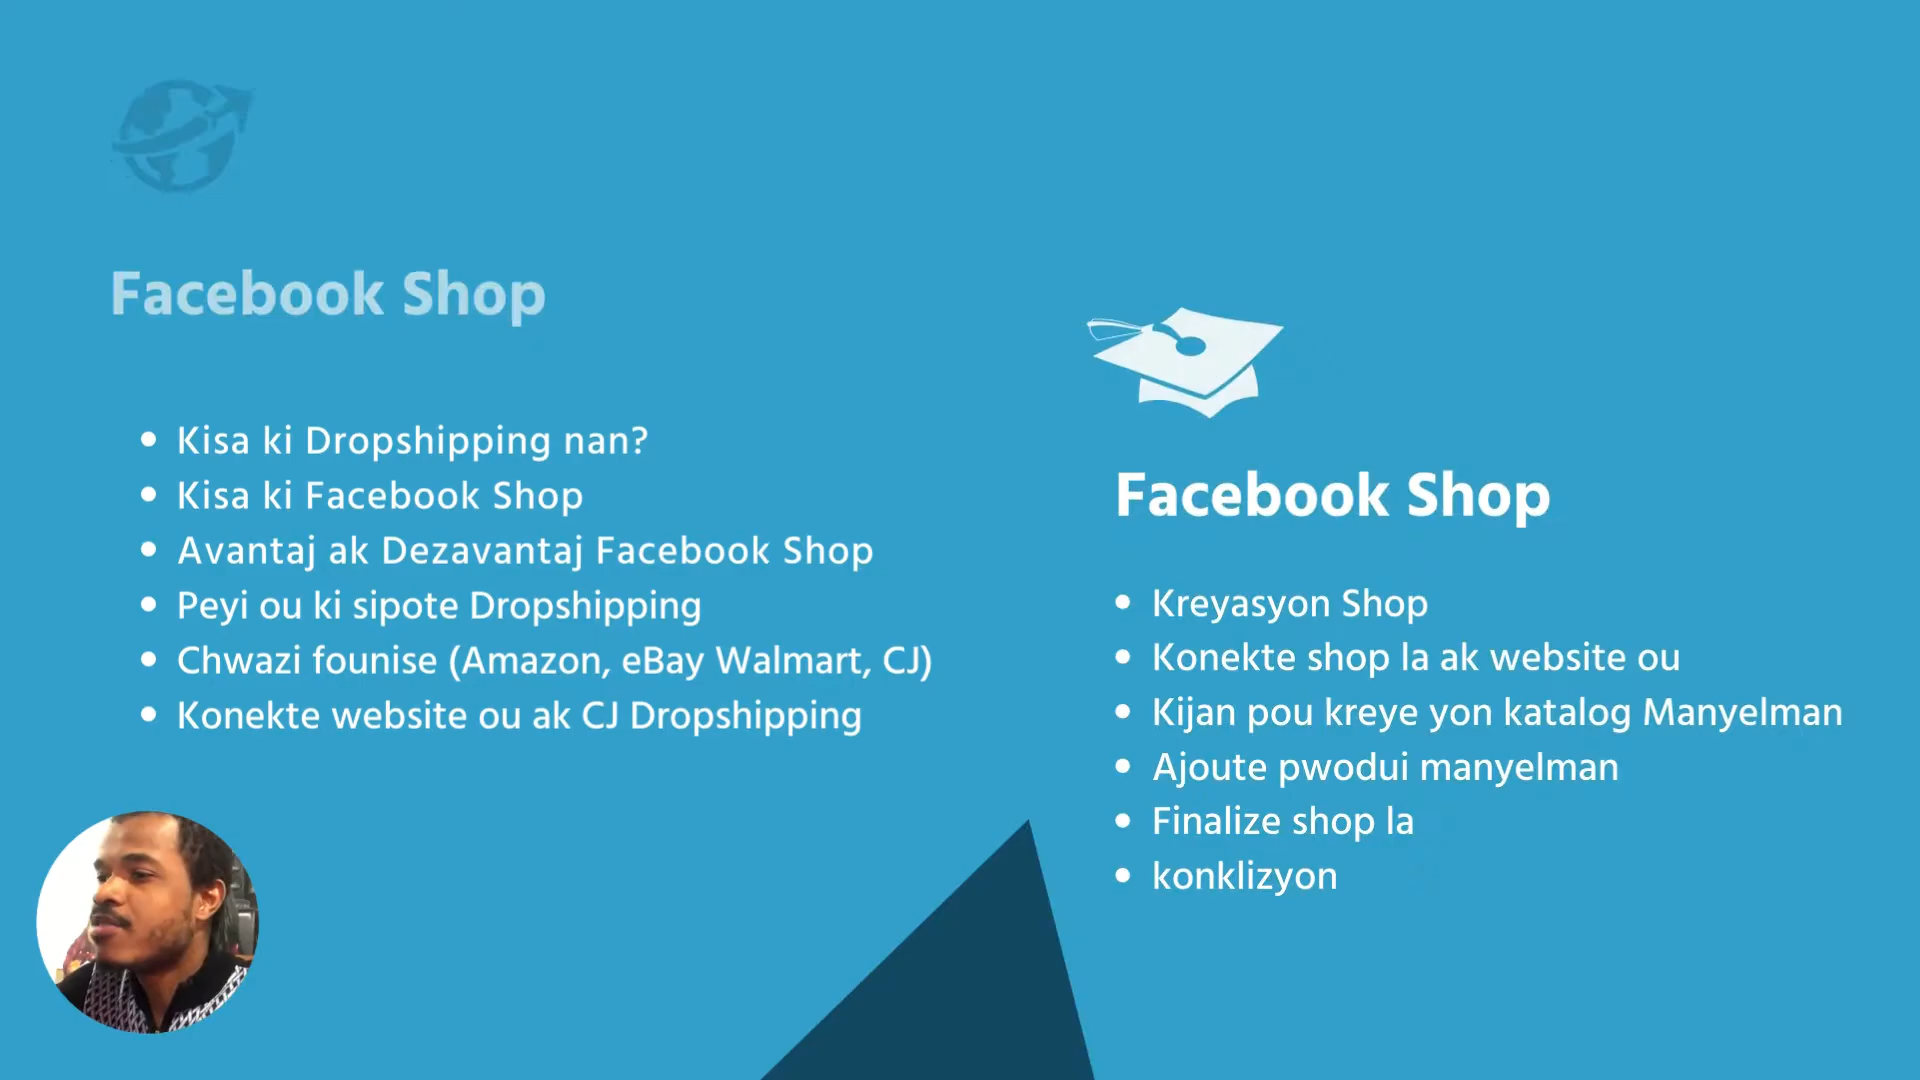 Facebook Shop
Kisa ki Dropshipping nan?
Kisa ki Facebook Shop
Avantaj ak Dezavantaj Facebook Shop
Peyi ou ki sipote Dropshipping
Chwazi founise (Amazon, eBay Walmart, CJ)
Konekte website ou ak CJ Dropshipping
Facebook Shop
Kreyasyon Shop
Konekte shop la ak website ou
Kijan pou kreye yon katalog Manyelman
Ajoute pwodui manyelman
Finalize shop la
konklizyon